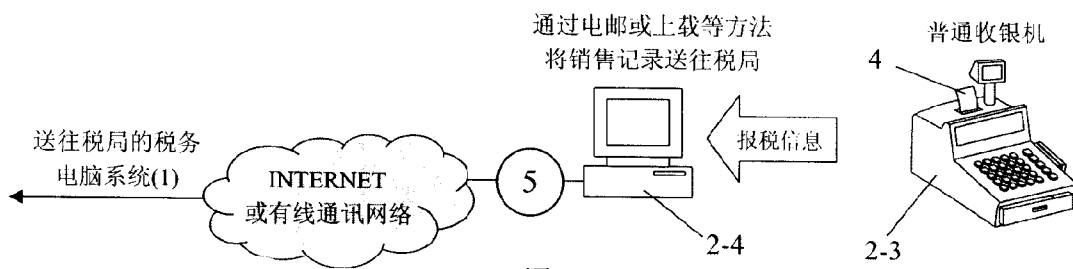 通过电邮或上载等方法
将销售记录送往税局
普通收银机
4
送往税局的税务
电脑系统(1)
INTERNET
或有线通讯网络
5
报税信息
2-4
2-3